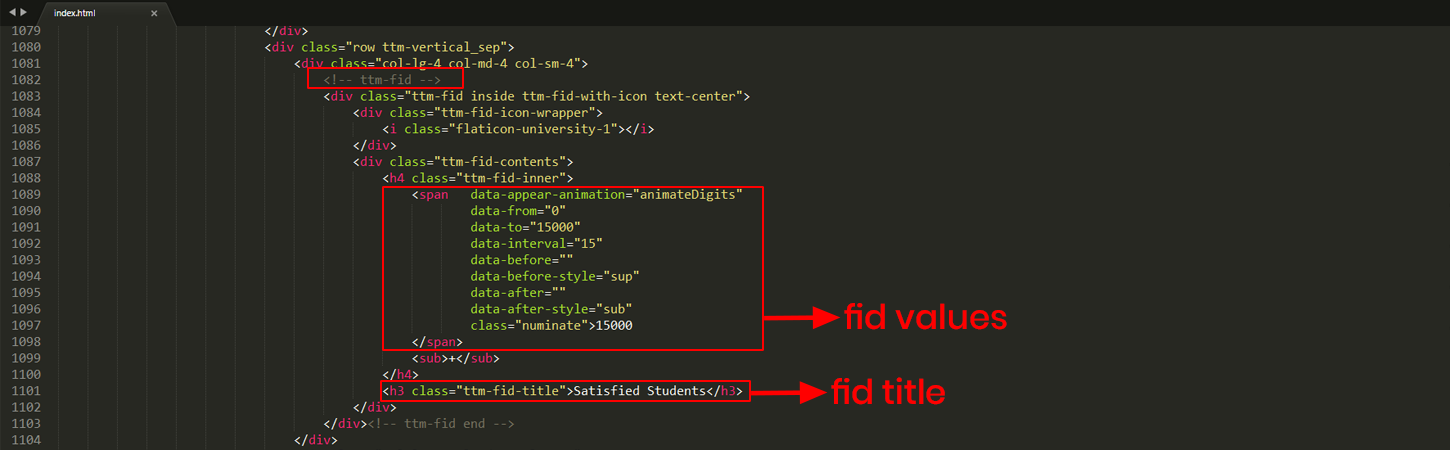 index.html ×
1079 </div>
1080 <div class="row ttm-vertical_sep">
1081 <div class="col-lg-4 col-md-4 col-sm-4">
1082 <!-- ttm-fid -->
1083 <div class="ttm-fid inside ttm-fid-with-icon text-center">
1084 <div class="ttm-fid-icon-wrapper">
1085 <i class="flaticon-university-1"></i>
1086 </div>
1087 <div class="ttm-fid-contents">
1088 <h4 class="ttm-fid-inner">
1089 <span data-appear-animation="animateDigits"
1090 data-from="0"
1091 data-to="15000"
1092 data-interval="15"
1093 data-before=""
1094 data-before-style="sup"
1095 data-after=""
1096 data-after-style="sub"
1097 class="numinate">15000
1098 </span>
1099 <sub>+</sub>
1100 </h4>
1101 <h3 class="ttm-fid-title">Satisfied Students</h3>
1102 </div>
1103 </div><!-- ttm-fid end -->
1104 </div>
fid values
fid title